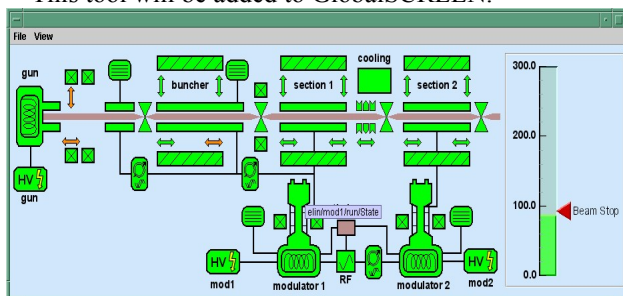 This tool will be added to GlobalSCREEN.
File View
gun
buncher
section 1
cooling
section 2
300.0
200.0
100.0
0.0
Beam Stop
HV
gun
elin/mod1/run/State
HV
mod1
modulator 1
RF
modulator 2
HV
mod2